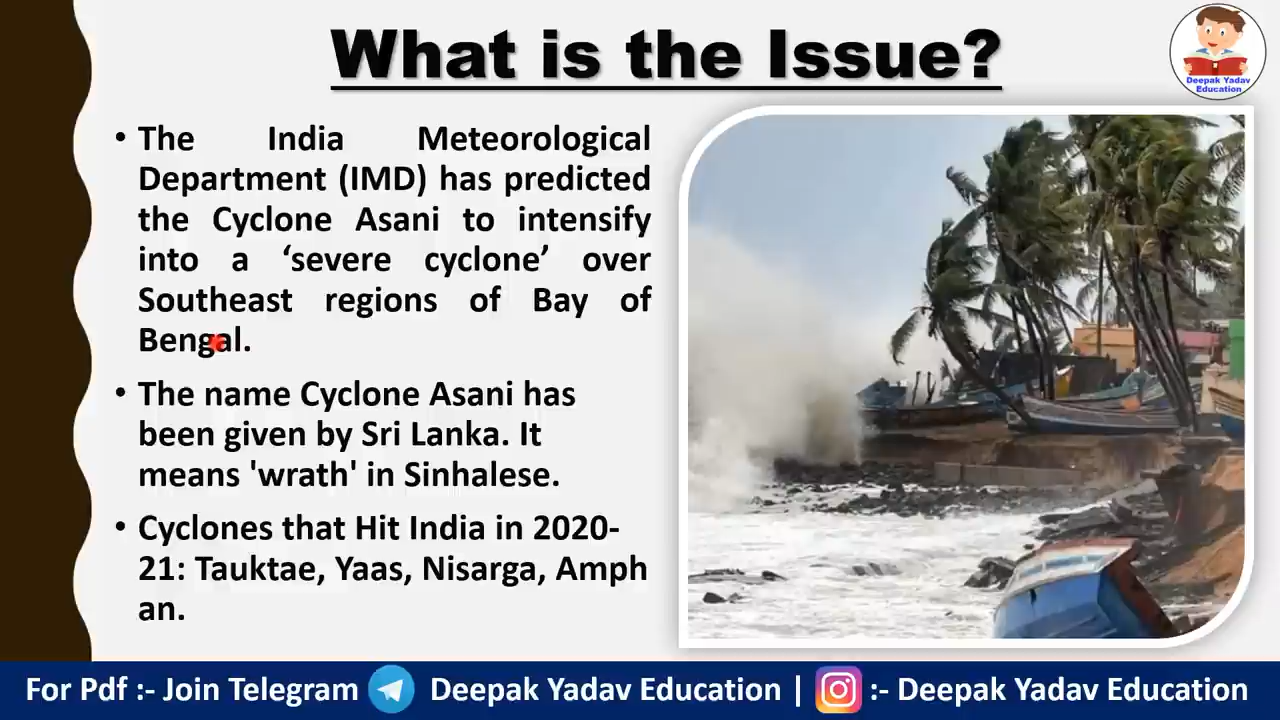 What is the Issue?
Deepak Yadav
Education
• The India Meteorological
Department (IMD) has predicted
the Cyclone Asani to intensify
into a ‘severe cyclone’ over
Southeast regions of Bay of
Bengal.
• The name Cyclone Asani has
been given by Sri Lanka. It
means 'wrath' in Sinhalese.
• Cyclones that Hit India in 2020-
21: Tauktae, Yaas, Nisarga, Amph
an.
For Pdf :- Join Telegram Deepak Yadav Education | :- Deepak Yadav Education